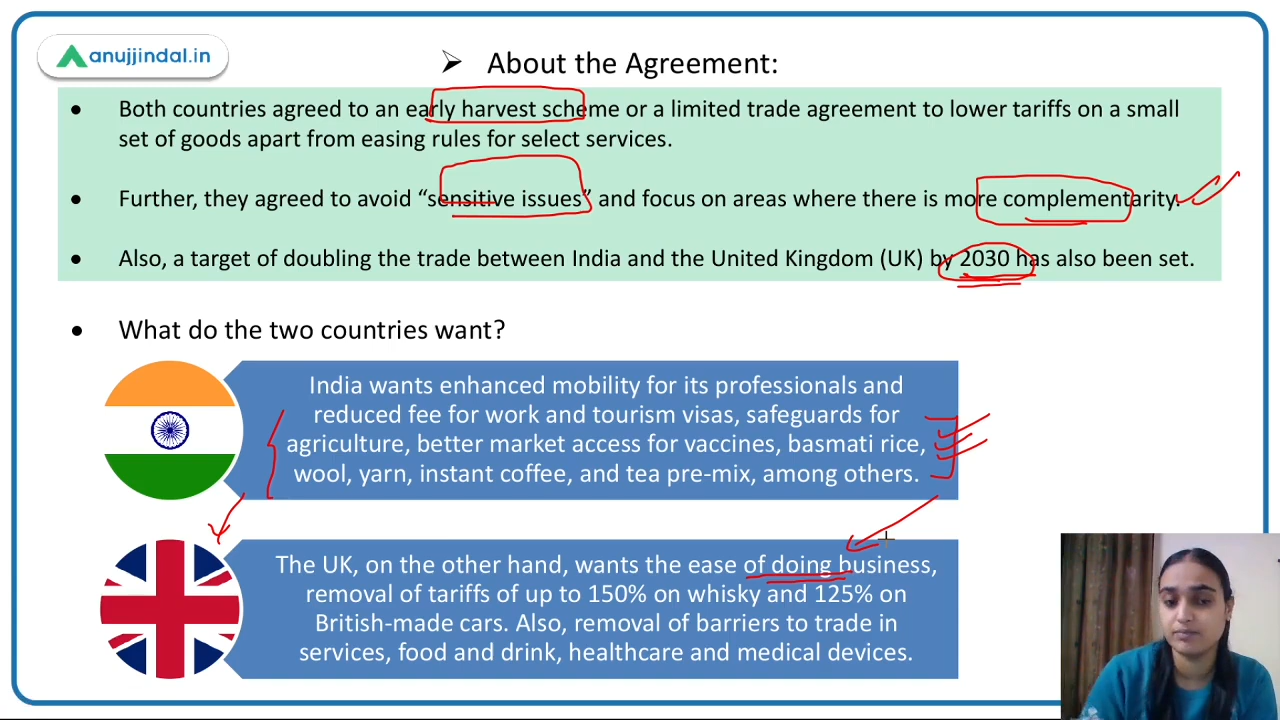 anujjindal.in
About the Agreement:
Both countries agreed to an early harvest scheme or a limited trade agreement to lower tariffs on a small
set of goods apart from easing rules for select services.
Further, they agreed to avoid “sensitive issues” and focus on areas where there is more complementarity.
Also, a target of doubling the trade between India and the United Kingdom (UK) by 2030 has also been set.
What do the two countries want?
India wants enhanced mobility for its professionals and
reduced fee for work and tourism visas, safeguards for
agriculture, better market access for vaccines, basmati rice,
wool, yarn, instant coffee, and tea pre-mix, among others.
The UK, on the other hand, wants the ease of doing business,
removal of tariffs of up to 150% on whisky and 125% on
British-made cars. Also, removal of barriers to trade in
services, food and drink, healthcare and medical devices.